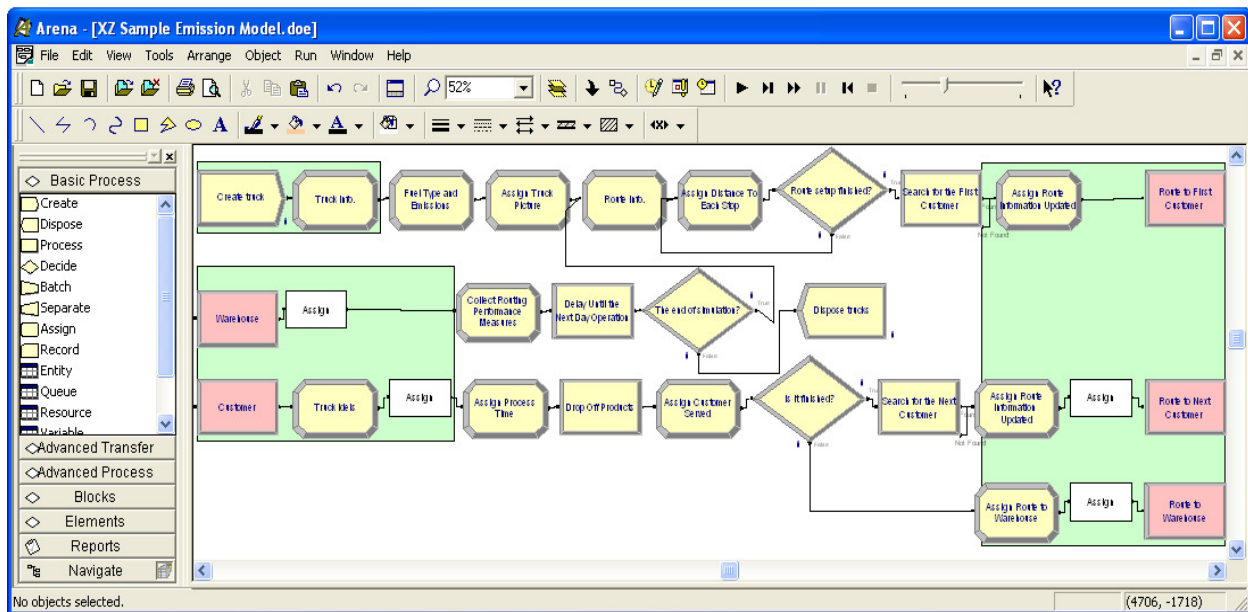 Arena - [XZ Sample Emission Model.doe]
File Edit View Tools Arrange Object Run Window Help
52%
Basic Process
Create
Dispose
Process
Decide
Batch
Separate
Assign
Record
Entity
Queue
Resource
Variable
Advanced Transfer
Advanced Process
Blocks
Elements
Reports
Navigate
Create truck
Truck Info.
Fuel Type and
Emissions
Assign Truck
Picture
Route Info.
Assign Distance To
Each Stop
Route setup finished?
True
False
Search for the First
Customer
Found
Not Found
Assign Route
Information Updated
Route to First
Customer
Warehouse
Assign
Collect Routing
Performance
Measures
Delay Until the
Next Day Operation
The end of simulation?
True
False
Dispose trucks
Customer
Truck Idels
Assign
Assign Process
Time
Drop Off Products
Assign Customer
Served
Is it finished?
True
False
Search for the Next
Customer
Found
Not Found
Assign Route
Information
Updated
Assign
Route to Next
Customer
Assign Route to
Warehouse
Assign
Route to
Warehouse
No objects selected.
(4706, -1718)